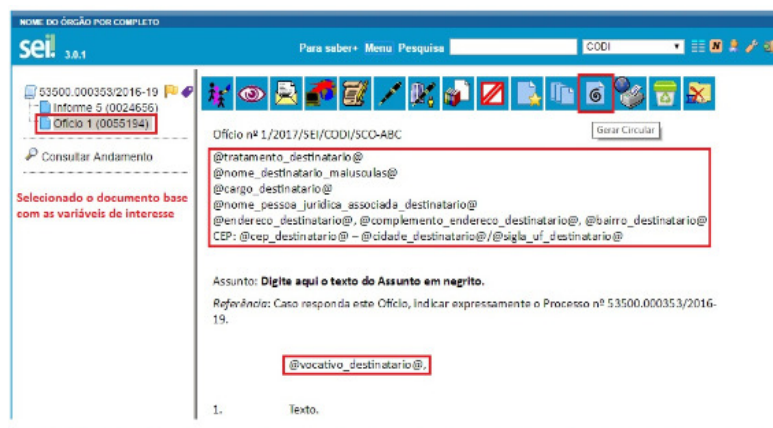 NOME DO ÓRGÃO POR COMPLETO
sei! 3.0.1
Para saber+ Menu Pesquisa CODI
53500.000353/2016-19
Informe 5 (0024656)
Ofício 1 (0055194)
Consultar Andamento
Selecionado o documento base
com as variáveis de interesse
Gerar Circular
Ofício nº 1/2017/SEI/CODI/SCO-ABC
@tratamento_destinatario@
@nome_destinatario_maiusculas@
@cargo_destinatario@
@nome_pessoa_juridica_associada_destinatario@
@endereco_destinatario@, @complemento_endereco_destinatario@, @bairro_destinatario@
CEP: @cep_destinatario@ – @cidade_destinatario@/@sigla_uf_destinatario@
Assunto: Digite aqui o texto do Assunto em negrito.
Referência: Caso responda este Ofício, indicar expressamente o Processo nº 53500.000353/2016-
19.
@vocativo_destinatario@,
1. Texto.